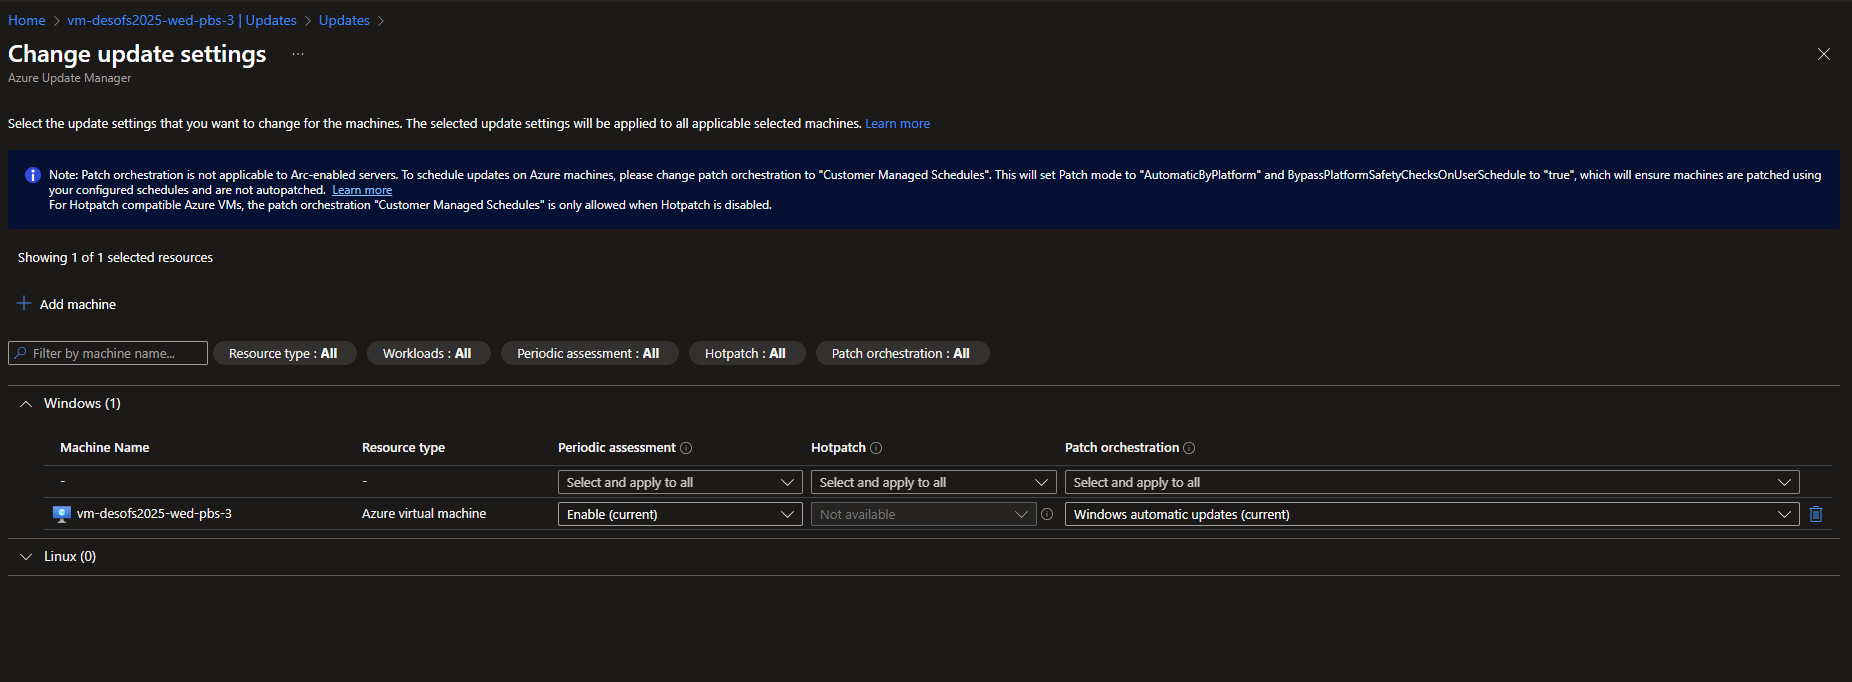 Home > vm-desofs2025-wed-pbs-3 | Updates > Updates >
Change update settings ...
Azure Update Manager
Select the update settings that you want to change for the machines. The selected update settings will be applied to all applicable selected machines. Learn more
Note: Patch orchestration is not applicable to Arc-enabled servers. To schedule updates on Azure machines, please change patch orchestration to "Customer Managed Schedules". This will set Patch mode to "AutomaticByPlatform" and BypassPlatformSafetyChecksOnUserSchedule to "true", which will ensure machines are patched using
your configured schedules and are not autopatched. Learn more
For Hotpatch compatible Azure VMs, the patch orchestration "Customer Managed Schedules" is only allowed when Hotpatch is disabled.
Showing 1 of 1 selected resources
Add machine
Filter by machine name... Resource type : All Workloads : All Periodic assessment : All Hotpatch : All Patch orchestration : All
Windows (1)
Machine Name Resource type Periodic assessment Hotpatch Patch orchestration
- - Select and apply to all Select and apply to all Select and apply to all
vm-desofs2025-wed-pbs-3 Azure virtual machine Enable (current) Not available Windows automatic updates (current)
Linux (0)